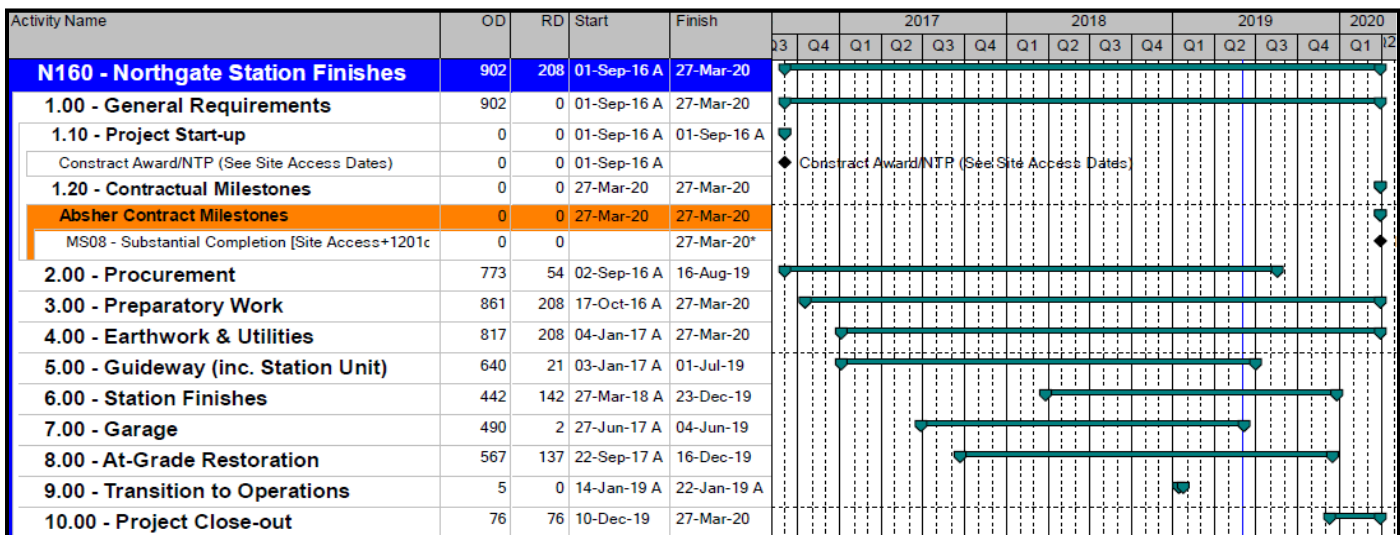 Activity Name OD RD Start Finish 2017 2018 2019 2020
Q3 Q4 Q1 Q2 Q3 Q4 Q1 Q2 Q3 Q4 Q1 Q2 Q3 Q4 Q1
N160 - Northgate Station Finishes 902 208 01-Sep-16 A 27-Mar-20
1.00 - General Requirements 902 0 01-Sep-16 A 27-Mar-20
1.10 - Project Start-up 0 0 01-Sep-16 A 01-Sep-16 A
Constract Award/NTP (See Site Access Dates) 0 0 01-Sep-16 A Constract Award/NTP (See Site Access Dates)
1.20 - Contractual Milestones 0 0 27-Mar-20 27-Mar-20
Absher Contract Milestones 0 0 27-Mar-20 27-Mar-20
MS08 - Substantial Completion [Site Access+1201c 0 0 27-Mar-20*
2.00 - Procurement 773 54 02-Sep-16 A 16-Aug-19
3.00 - Preparatory Work 861 208 17-Oct-16 A 27-Mar-20
4.00 - Earthwork & Utilities 817 208 04-Jan-17 A 27-Mar-20
5.00 - Guideway (inc. Station Unit) 640 21 03-Jan-17 A 01-Jul-19
6.00 - Station Finishes 442 142 27-Mar-18 A 23-Dec-19
7.00 - Garage 490 2 27-Jun-17 A 04-Jun-19
8.00 - At-Grade Restoration 567 137 22-Sep-17 A 16-Dec-19
9.00 - Transition to Operations 5 0 14-Jan-19 A 22-Jan-19 A
10.00 - Project Close-out 76 76 10-Dec-19 27-Mar-20